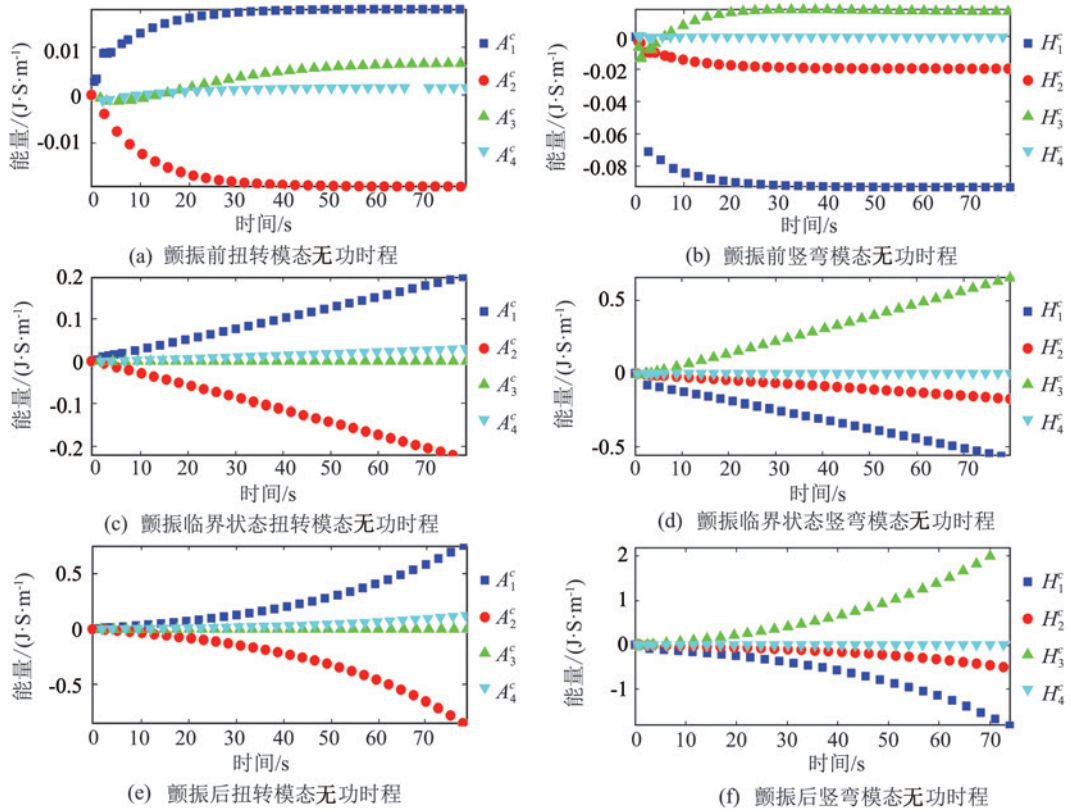 0.01
0
-0.01
能量/(J·S·m⁻¹)
0 10 20 30 40 50 60 70
时间/s
A₁ᶜ
A₂ᶜ
A₃ᶜ
A₄ᶜ
(a) 颤振前扭转模态无功时程
0
-0.02
-0.04
-0.06
-0.08
能量/(J·S·m⁻¹)
0 10 20 30 40 50 60 70
时间/s
H₁ᶜ
H₂ᶜ
H₃ᶜ
H₄ᶜ
(b) 颤振前竖弯模态无功时程
0.2
0.1
0
-0.1
-0.2
能量/(J·S·m⁻¹)
0 10 20 30 40 50 60 70
时间/s
A₁ᶜ
A₂ᶜ
A₃ᶜ
A₄ᶜ
(c) 颤振临界状态扭转模态无功时程
0.5
0
-0.5
能量/(J·S·m⁻¹)
0 10 20 30 40 50 60 70
时间/s
H₁ᶜ
H₂ᶜ
H₃ᶜ
H₄ᶜ
(d) 颤振临界状态竖弯模态无功时程
0.5
0
-0.5
能量/(J·S·m⁻¹)
0 10 20 30 40 50 60 70
时间/s
A₁ᶜ
A₂ᶜ
A₃ᶜ
A₄ᶜ
(e) 颤振后扭转模态无功时程
2
1
0
-1
能量/(J·S·m⁻¹)
0 10 20 30 40 50 60 70
时间/s
H₁ᶜ
H₂ᶜ
H₃ᶜ
H₄ᶜ
(f) 颤振后竖弯模态无功时程